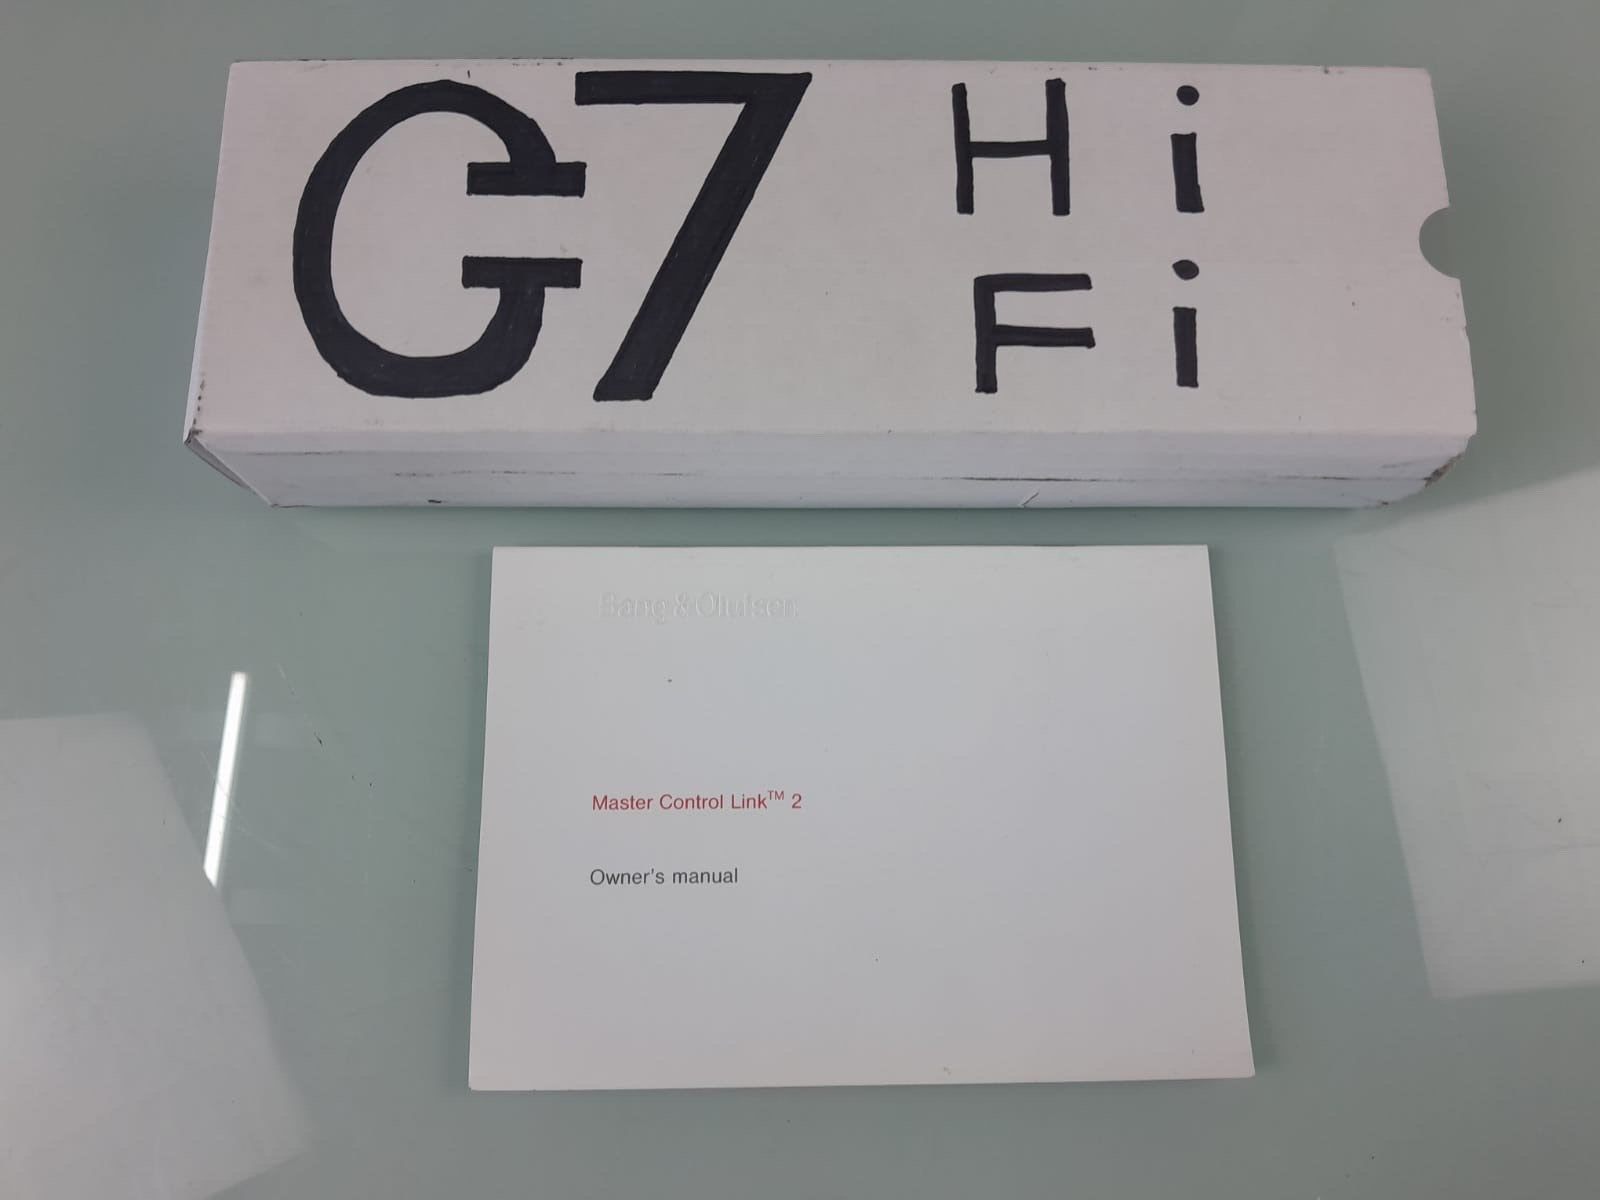 G7 Hi
Fi
Bang & Olufsen
Master Control Link™ 2
Owner's manual